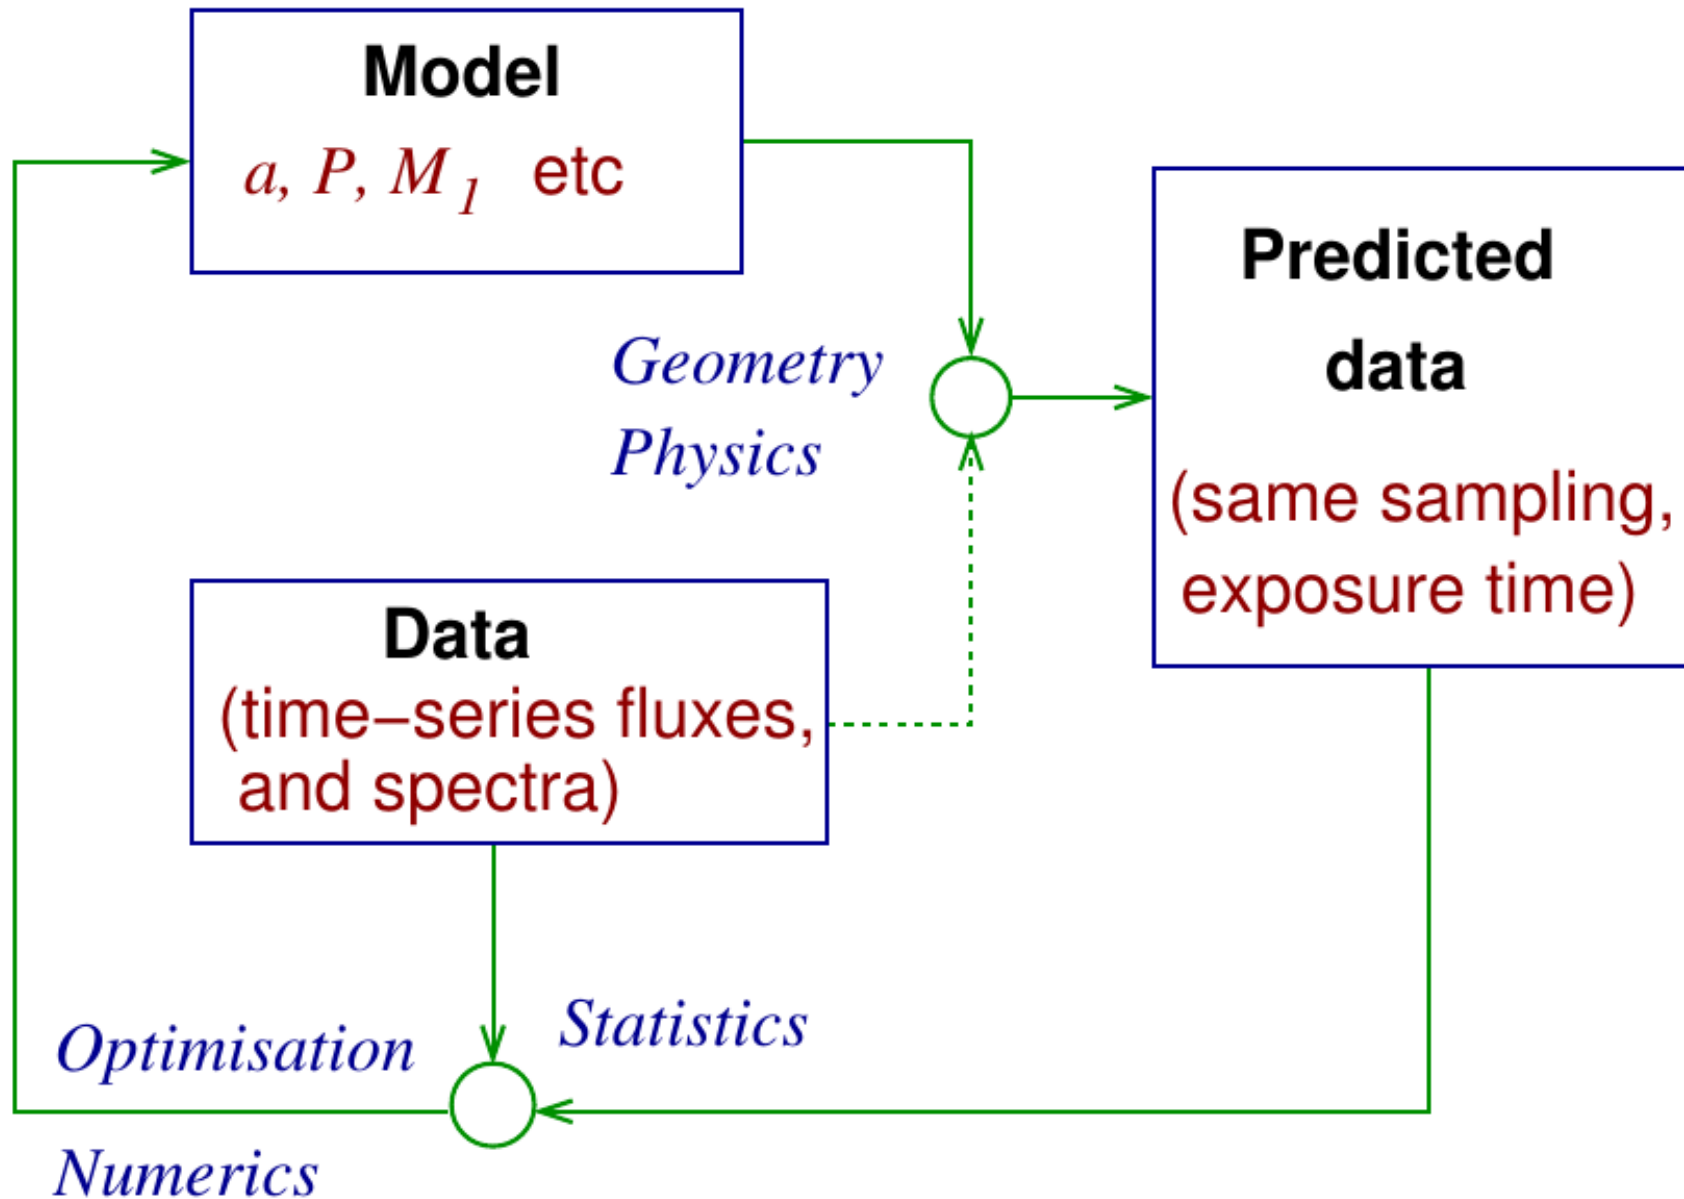 Model
a, P, M1 etc
Geometry
Physics
Predicted
data
(same sampling,
exposure time)
Data
(time–series fluxes,
and spectra)
Statistics
Optimisation
Numerics